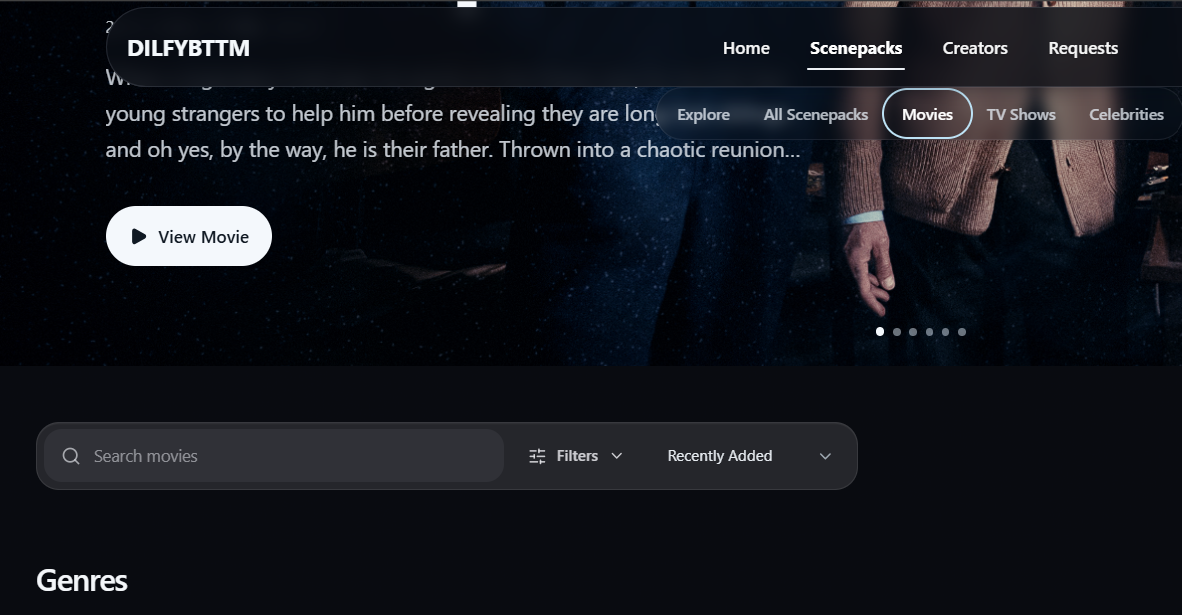 DILFYBTTM
Home
Scenepacks
Creators
Requests
Explore
All Scenepacks
Movies
TV Shows
Celebrities
young strangers to help him before revealing they are long
and oh yes, by the way, he is their father. Thrown into a chaotic reunion...
View Movie
Search movies
Filters
Recently Added
Genres